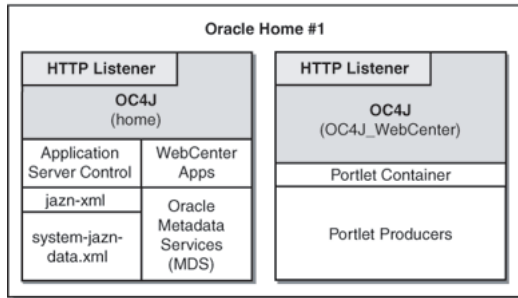 Oracle Home #1
HTTP Listener
OC4J
(home)
Application
Server Control
WebCenter
Apps
jazn-xml
system-jazn-
data.xml
Oracle
Metadata
Services
(MDS)
HTTP Listener
OC4J
(OC4J_WebCenter)
Portlet Container
Portlet Producers